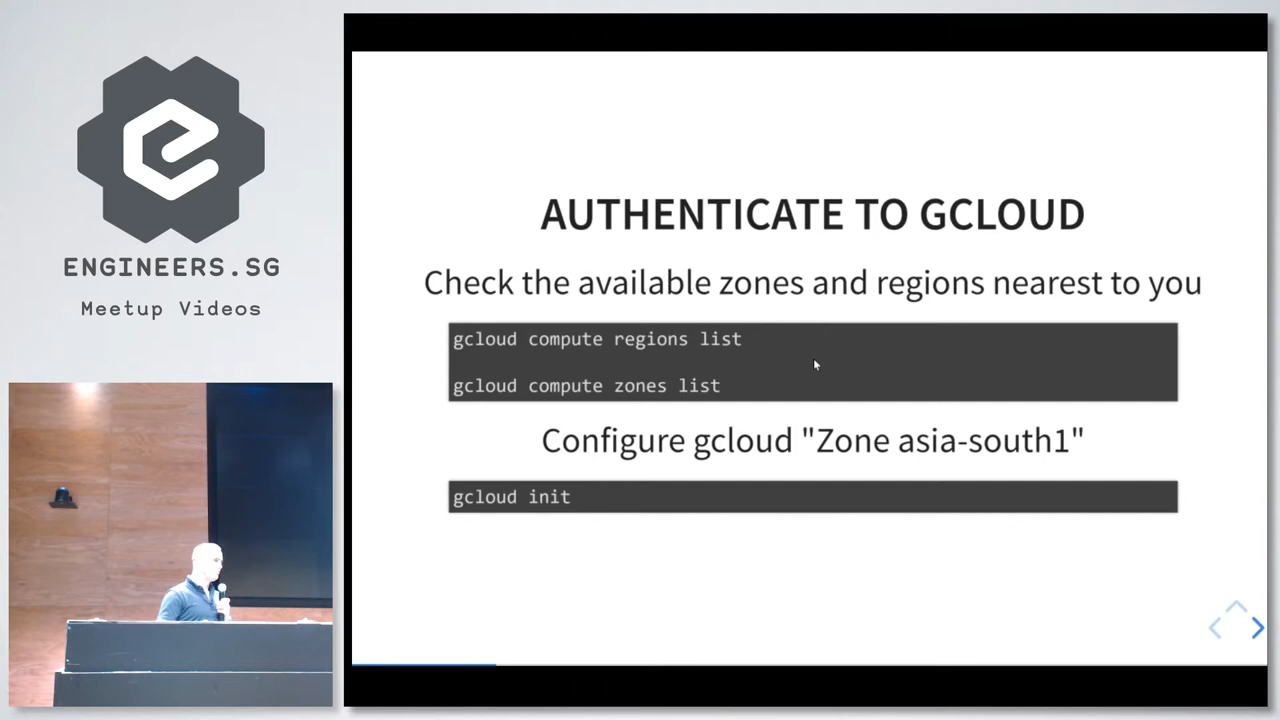 ENGINEERS.SG
Meetup Videos
AUTHENTICATE TO GCLOUD
Check the available zones and regions nearest to you
gcloud compute regions list
gcloud compute zones list
Configure gcloud "Zone asia-south1"
gcloud init